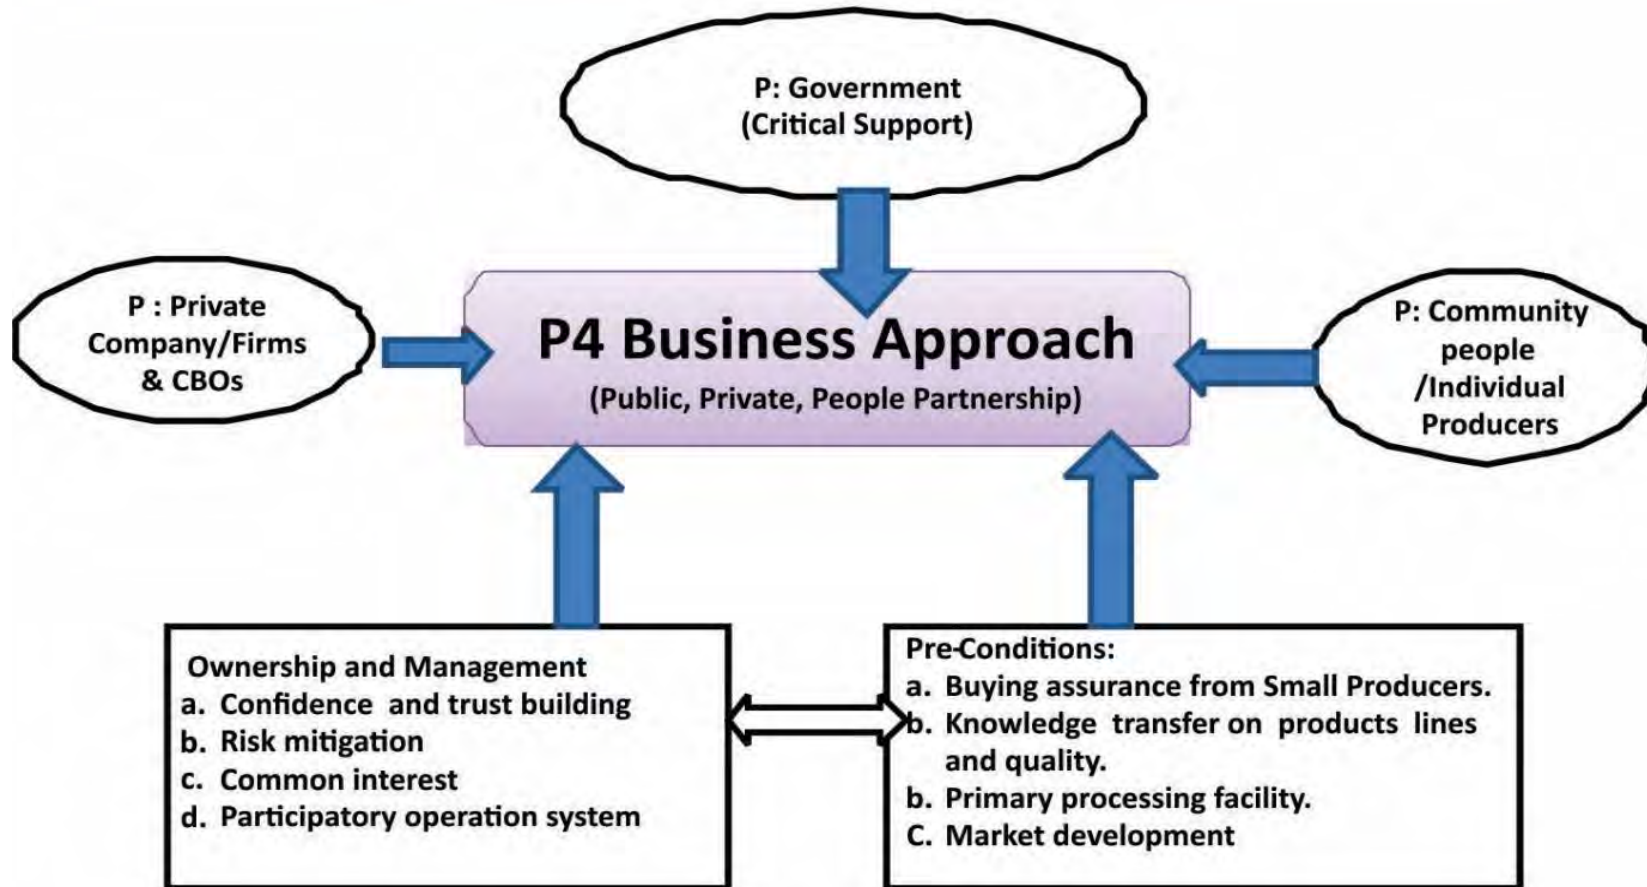 P: Government
(Critical Support)
P : Private
Company/Firms
& CBOs
P4 Business Approach
(Public, Private, People Partnership)
P: Community
people
/Individual
Producers
Ownership and Management
a. Confidence and trust building
b. Risk mitigation
c. Common interest
d. Participatory operation system
Pre-Conditions:
a. Buying assurance from Small Producers.
b. Knowledge transfer on products lines
and quality.
b. Primary processing facility.
C. Market development